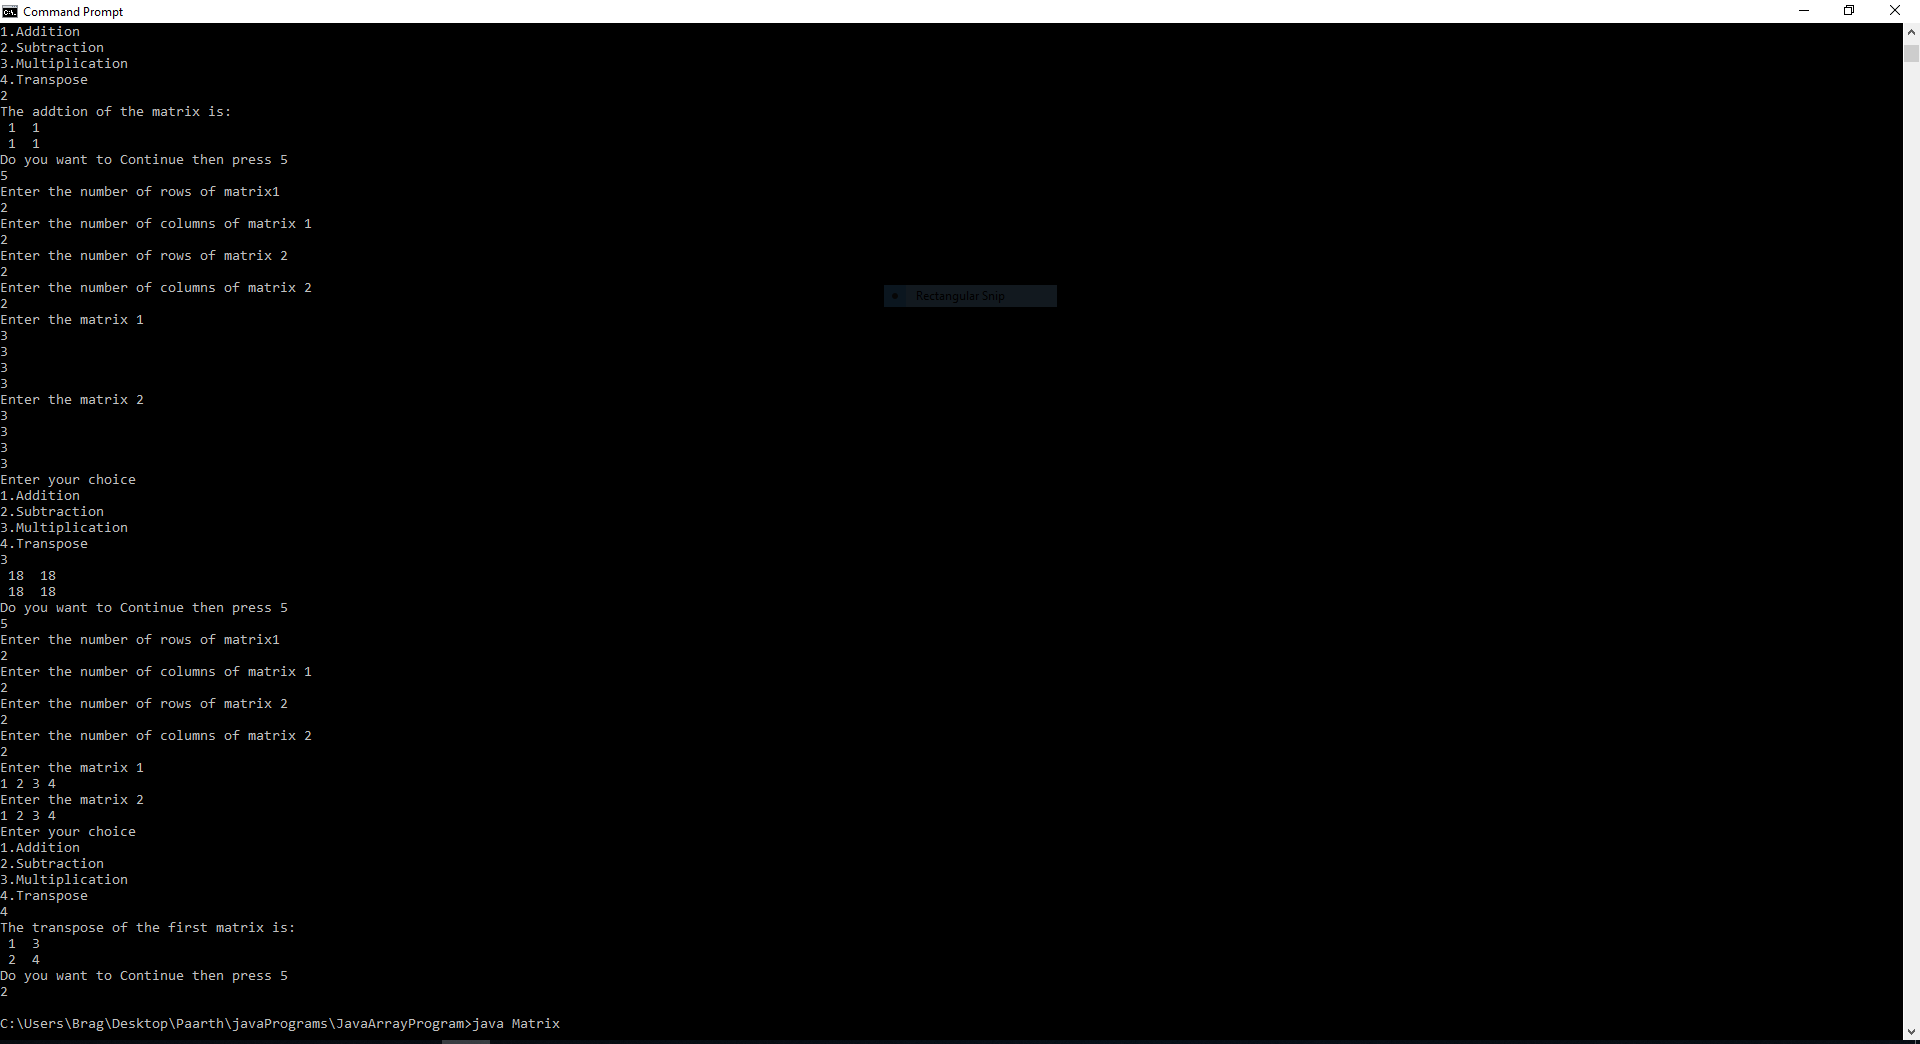 Command Prompt
1.Addition
2.Subtraction
3.Multiplication
4.Transpose
2
The addtion of the matrix is:
 1  1
 1  1
Do you want to Continue then press 5
5
Enter the number of rows of matrix1
2
Enter the number of columns of matrix 1
2
Enter the number of rows of matrix 2
2
Enter the number of columns of matrix 2
2
Rectangular Snip
Enter the matrix 1
3
3
3
3
Enter the matrix 2
3
3
3
3
Enter your choice
1.Addition
2.Subtraction
3.Multiplication
4.Transpose
3
 18  18
 18  18
Do you want to Continue then press 5
5
Enter the number of rows of matrix1
2
Enter the number of columns of matrix 1
2
Enter the number of rows of matrix 2
2
Enter the number of columns of matrix 2
2
Enter the matrix 1
1 2 3 4
Enter the matrix 2
1 2 3 4
Enter your choice
1.Addition
2.Subtraction
3.Multiplication
4.Transpose
4
The transpose of the first matrix is:
 1  3
 2  4
Do you want to Continue then press 5
2
C:\Users\Brag\Desktop\Paarth\javaPrograms\JavaArrayProgram>java Matrix